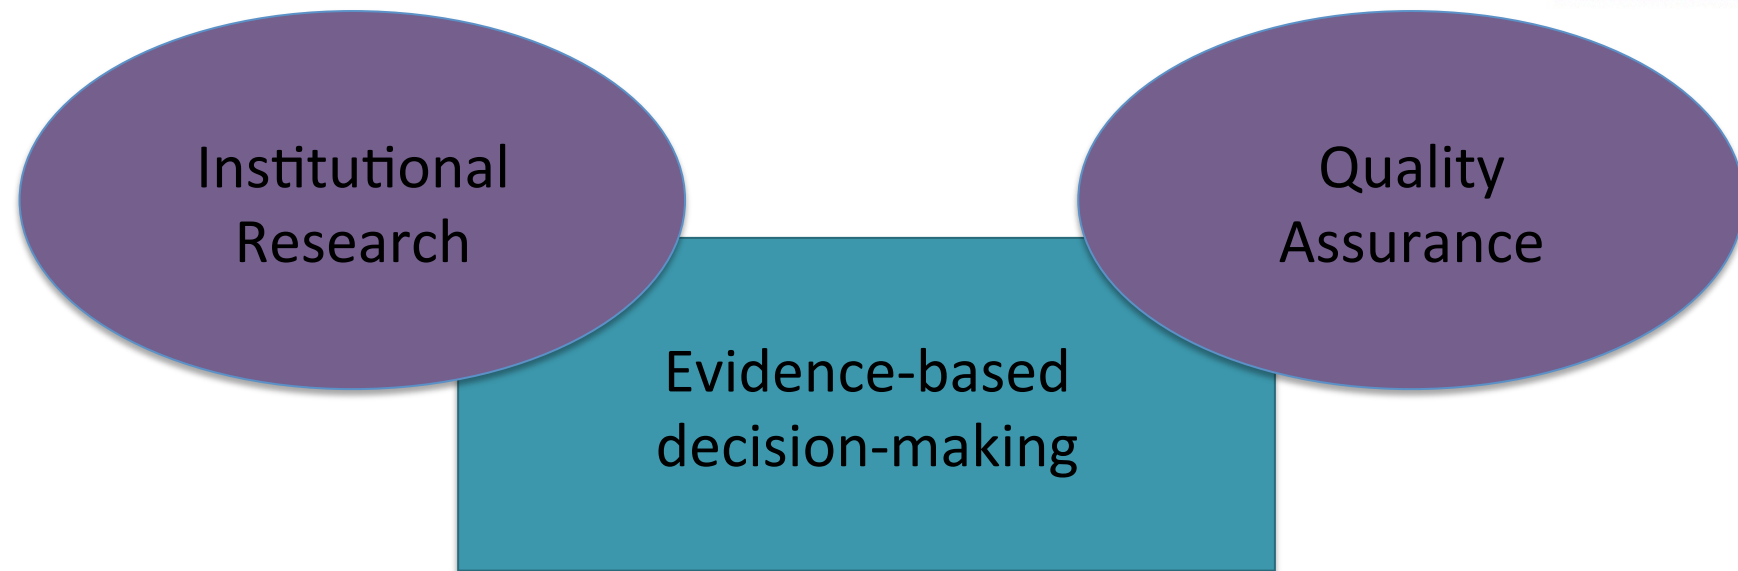 Institutional
Research
Quality
Assurance
Evidence-based
decision-making